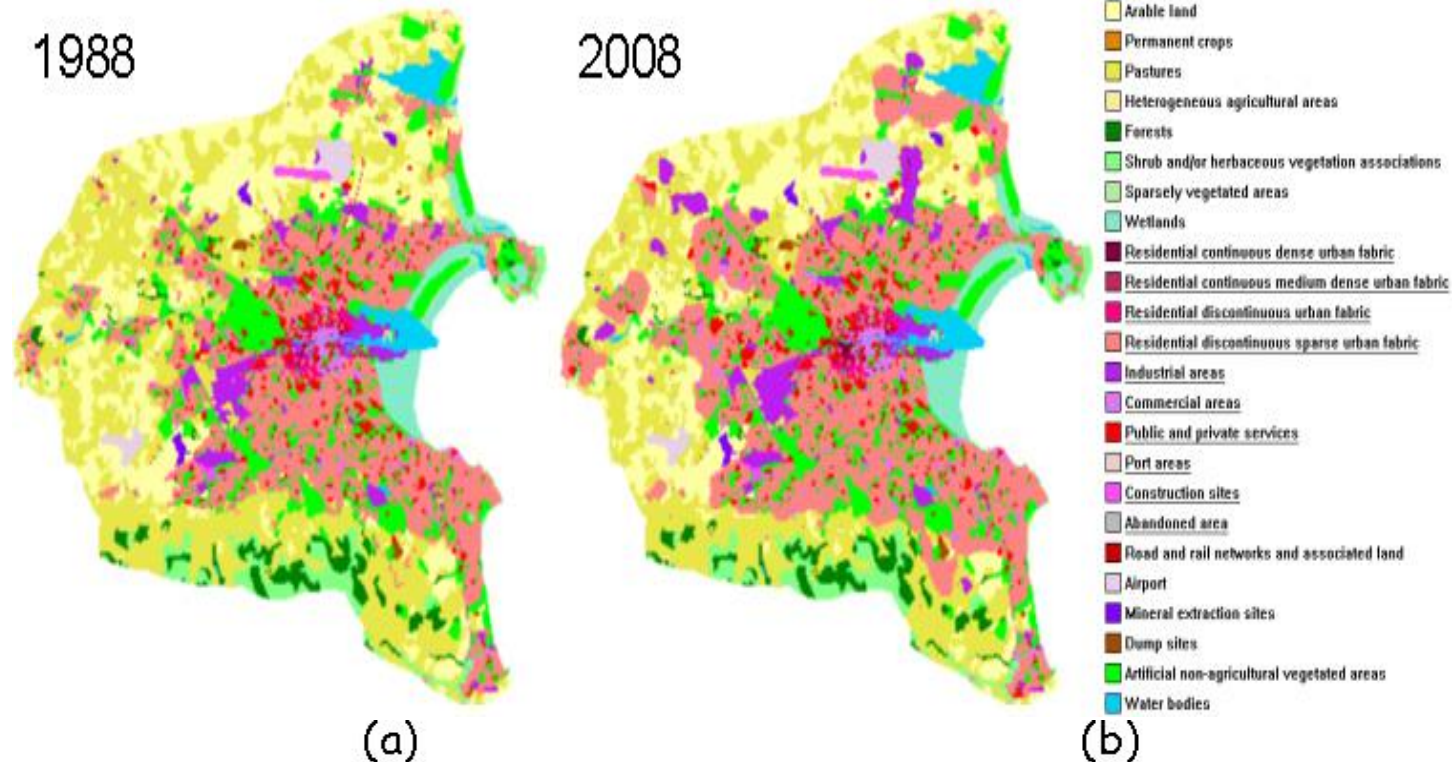 1988
2008
Arable land
Permanent crops
Pastures
Heterogeneous agricultural areas
Forests
Shrub and/or herbaceous vegetation associations
Sparsely vegetated areas
Wetlands
Residential continuous dense urban fabric
Residential continuous medium dense urban fabric
Residential discontinuous urban fabric
Residential discontinuous sparse urban fabric
Industrial areas
Commercial areas
Public and private services
Port areas
Construction sites
Abandoned area
Road and rail networks and associated land
Airport
Mineral extraction sites
Dump sites
Artificial non-agricultural vegetated areas
Water bodies
(a)
(b)